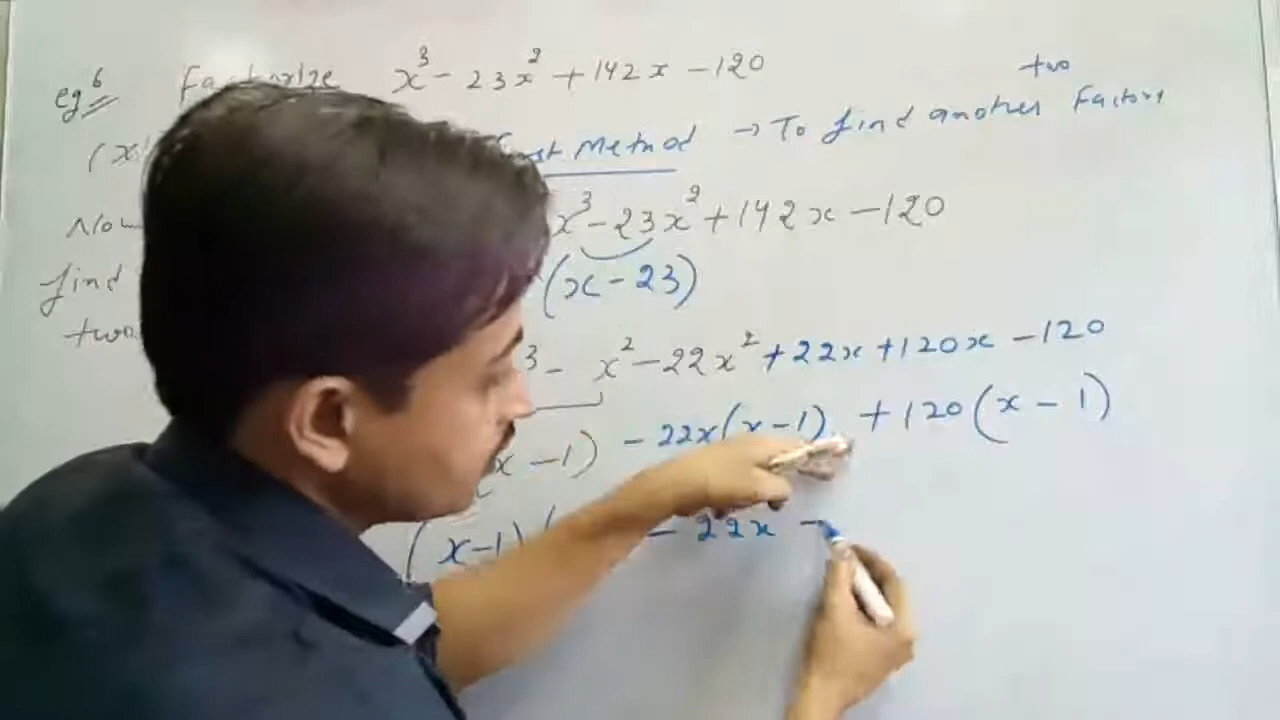 eg 6 Factorize x³ - 23x² + 142x - 120
Method → To find another two Factors
Now x³ - 23x² + 142x - 120
find (x - 23)
two
³ - x² - 22x² + 22x + 120x - 120
x - 1) - 22x(x - 1) + 120(x - 1)
(x - 1)( - 22x